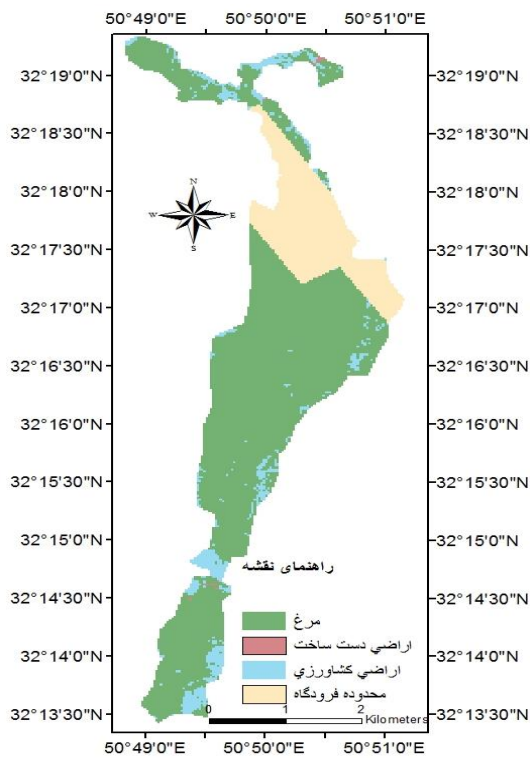 50°49'0"E 50°50'0"E 50°51'0"E
32°19'0"N 32°19'0"N
32°18'30"N 32°18'30"N
32°18'0"N 32°18'0"N
32°17'30"N 32°17'30"N
32°17'0"N 32°17'0"N
32°16'30"N 32°16'30"N
32°16'0"N 32°16'0"N
32°15'30"N 32°15'30"N
32°15'0"N 32°15'0"N
32°14'30"N 32°14'30"N
32°14'0"N 32°14'0"N
32°13'30"N 32°13'30"N
N
W E
S
راهنمای نقشه
مرغ
اراضي دست ساخت
اراضي كشاورزي
محدوده فرودگاه
0 1 2
Kilometers
50°49'0"E 50°50'0"E 50°51'0"E